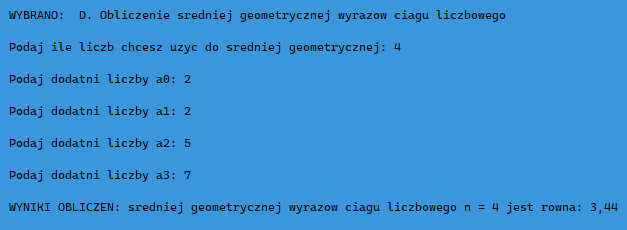 WYBRANO:  D. Obliczenie sredniej geometrycznej wyrazow ciagu liczbowego
Podaj ile liczb chcesz uzyc do sredniej geometrycznej: 4
Podaj dodatni liczby a0: 2
Podaj dodatni liczby a1: 2
Podaj dodatni liczby a2: 5
Podaj dodatni liczby a3: 7
WYNIKI OBLICZEN: sredniej geometrycznej wyrazow ciagu liczbowego n = 4 jest rowna: 3,44